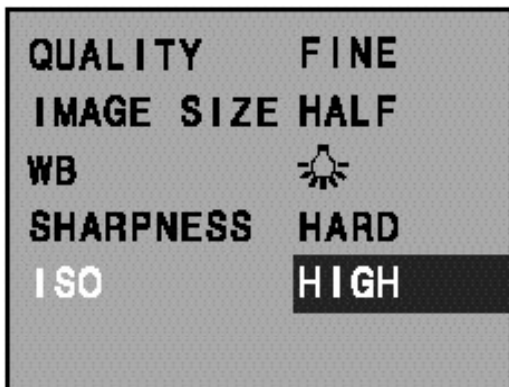 QUALITY FINE
IMAGE SIZE HALF
WB
SHARPNESS HARD
ISO HIGH